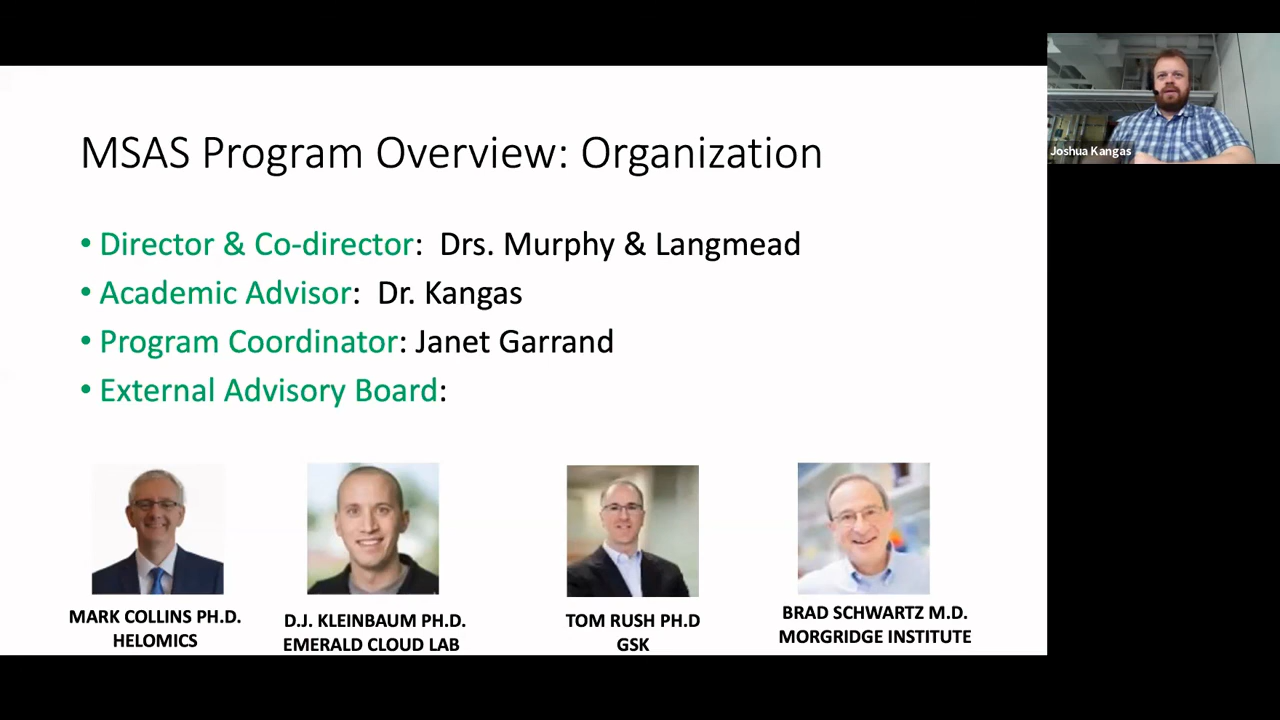 MSAS Program Overview: Organization
• Director & Co-director: Drs. Murphy & Langmead
• Academic Advisor: Dr. Kangas
• Program Coordinator: Janet Garrand
• External Advisory Board:
MARK COLLINS PH.D.
HELOMICS
D.J. KLEINBAUM PH.D.
EMERALD CLOUD LAB
TOM RUSH PH.D
GSK
BRAD SCHWARTZ M.D.
MORGRIDGE INSTITUTE
Joshua Kangas